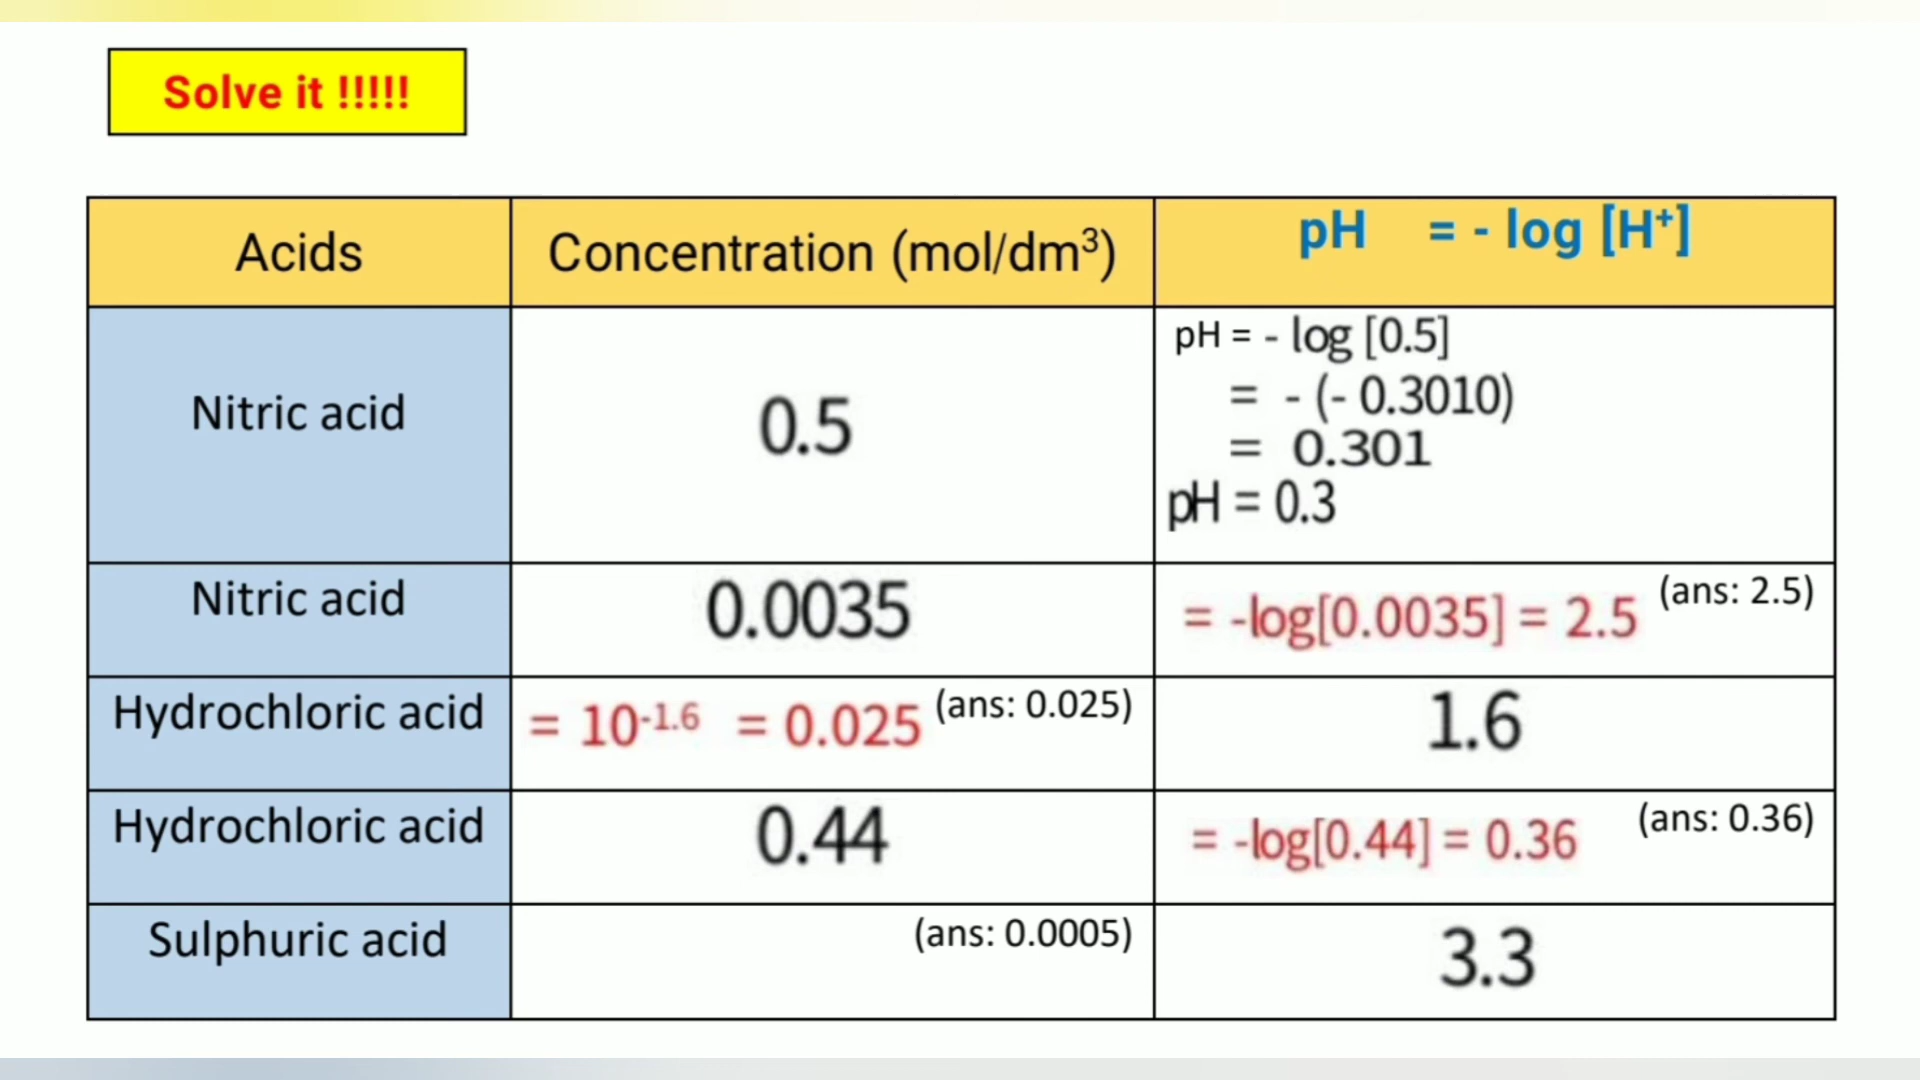 Solve it !!!!!
Acids
Concentration (mol/dm³)
pH = - log [H⁺]
Nitric acid
0.5
pH = - log [0.5]
= - (- 0.3010)
= 0.301
pH = 0.3
Nitric acid
0.0035
= -log[0.0035] = 2.5 (ans: 2.5)
Hydrochloric acid
= 10⁻¹·⁶ = 0.025 (ans: 0.025)
1.6
Hydrochloric acid
0.44
= -log[0.44] = 0.36 (ans: 0.36)
Sulphuric acid
(ans: 0.0005)
3.3